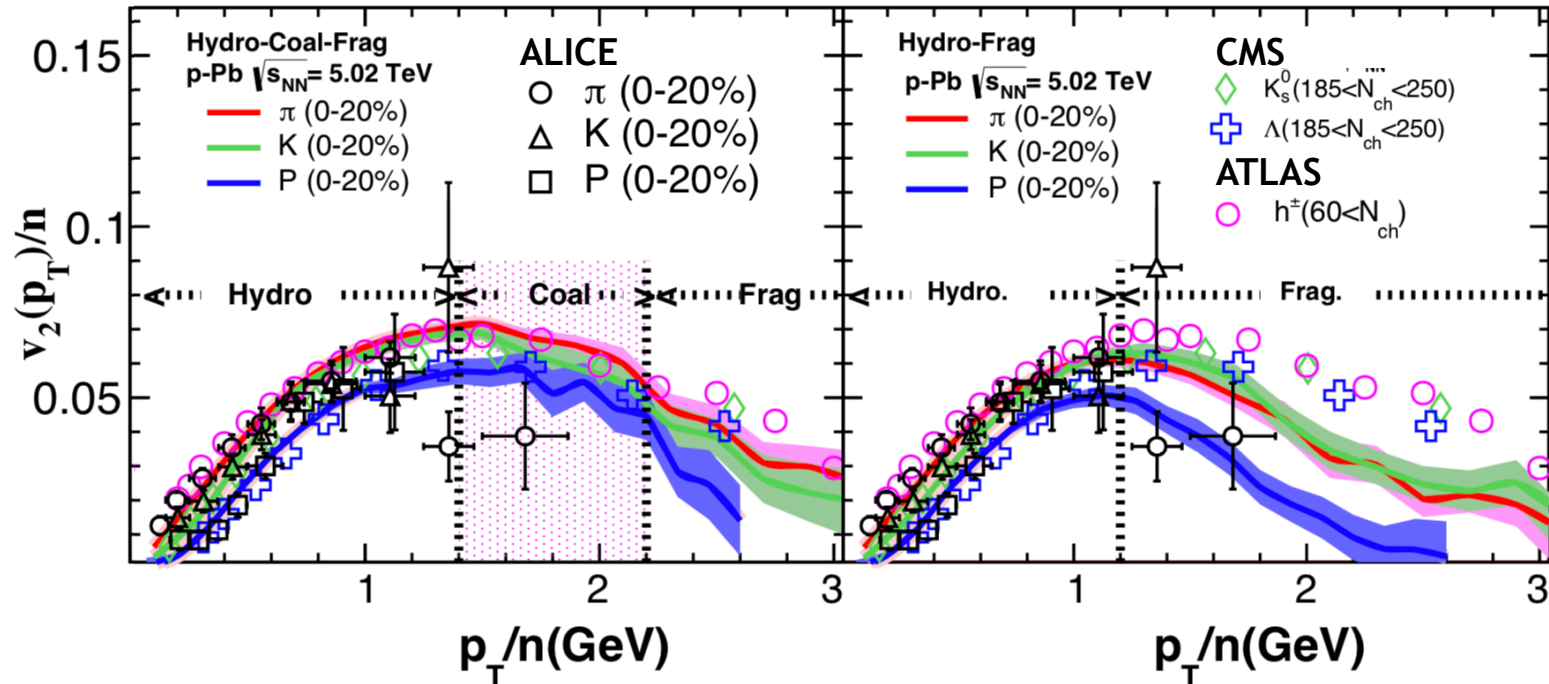 0.15
0.1
0.05
v2(pT)/n
Hydro-Coal-Frag
p-Pb √sNN= 5.02 TeV
π (0-20%)
K (0-20%)
P (0-20%)
ALICE
π (0-20%)
K (0-20%)
P (0-20%)
Hydro
Coal
Frag
1
2
3
pT/n(GeV)
Hydro-Frag
p-Pb √sNN= 5.02 TeV
π (0-20%)
K (0-20%)
P (0-20%)
CMS
NN
K0s(185<Nch<250)
Λ(185<Nch<250)
ATLAS
h±(60<Nch)
Hydro.
Frag.
1
2
3
pT/n(GeV)